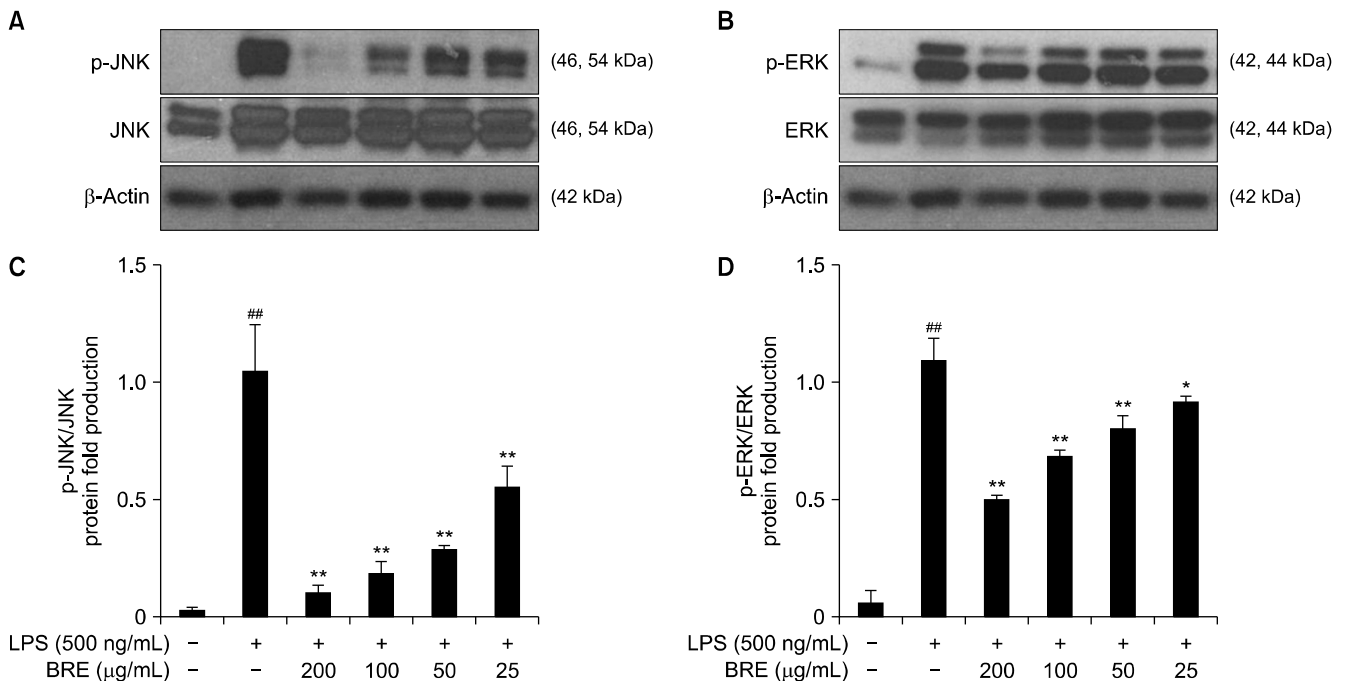 A
p-JNK (46, 54 kDa)
JNK (46, 54 kDa)
β-Actin (42 kDa)
B
p-ERK (42, 44 kDa)
ERK (42, 44 kDa)
β-Actin (42 kDa)
C
p-JNK/JNK
protein fold production
1.5
1.0
0.5
0
##
**
**
**
**
LPS (500 ng/mL) − + + + + +
BRE (μg/mL) − − 200 100 50 25
D
p-ERK/ERK
protein fold production
1.5
1.0
0.5
0
##
**
**
**
*
LPS (500 ng/mL) − + + + + +
BRE (μg/mL) − − 200 100 50 25